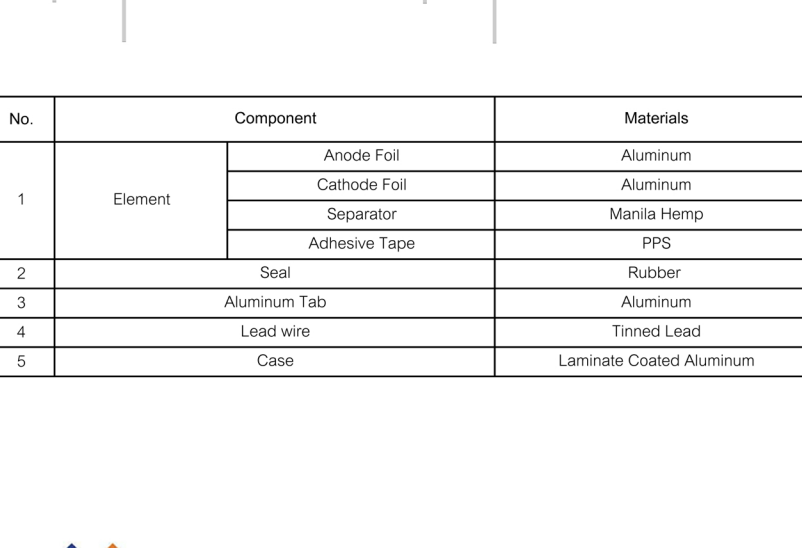 No. Component Materials
1 Element Anode Foil Aluminum
Cathode Foil Aluminum
Separator Manila Hemp
Adhesive Tape PPS
2 Seal Rubber
3 Aluminum Tab Aluminum
4 Lead wire Tinned Lead
5 Case Laminate Coated Aluminum